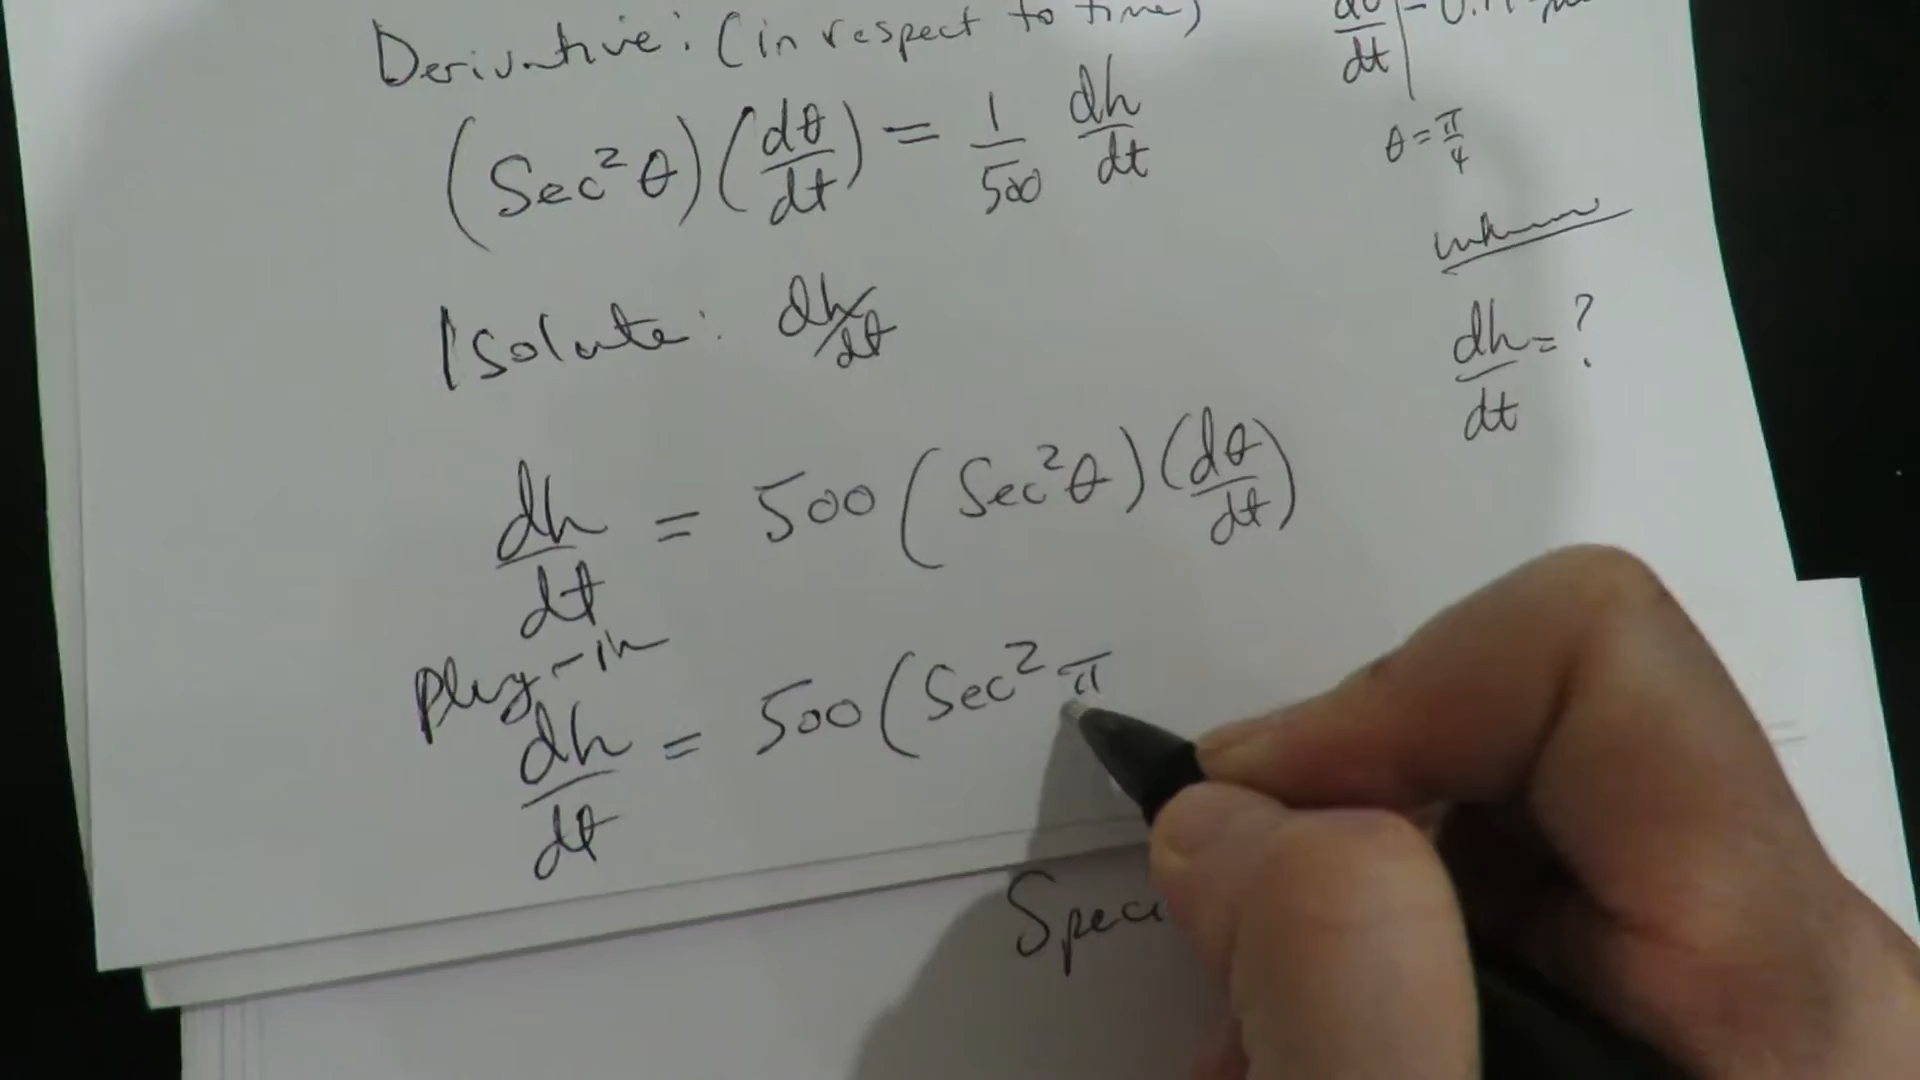 Derivative: (in respect to time)
(Sec²θ)(dθ/dt) = 1/500 dh/dt
Isolate: dh/dt
dh/dt = 500 (Sec²θ)(dθ/dt)
Plug-in
dh/dt = 500 (Sec² π
dθ/dt| =
θ = π/4
dh/dt = ?